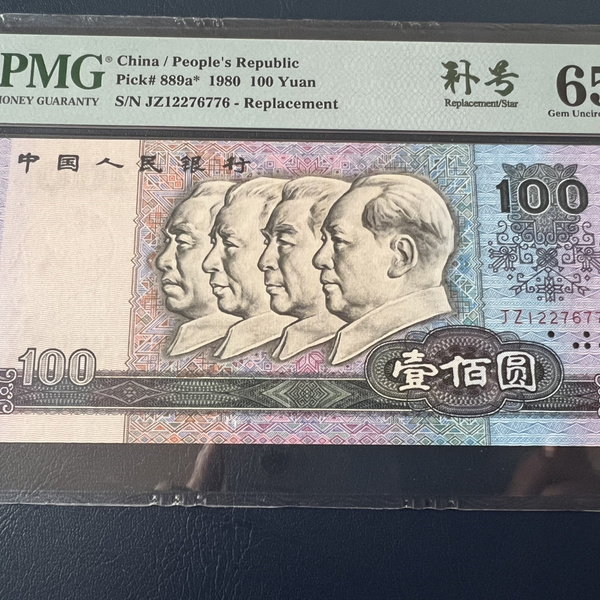 PMG® China / People's Republic
Pick# 889a* 1980 100 Yuan
MONEY GUARANTY S/N JZ12276776 - Replacement
补号
Replacement/Star
65
Gem Uncirc
中国人民银行
100
JZ1227677
100
壹佰圆